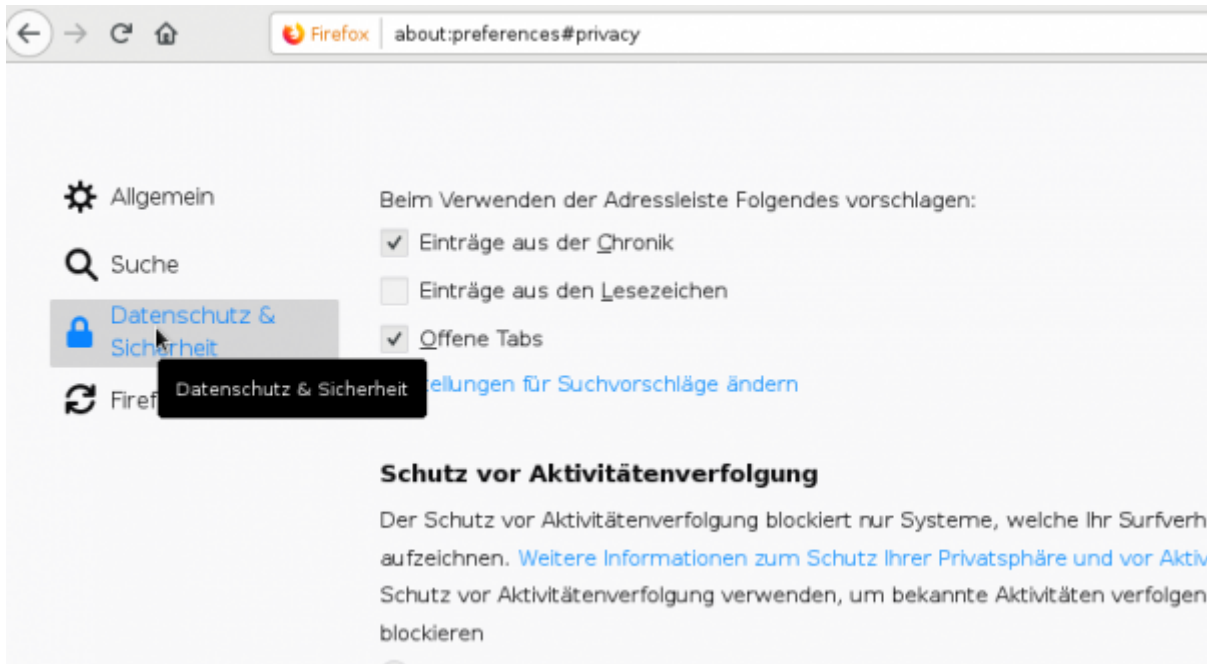 Firefox about:preferences#privacy
Allgemein
Suche
Datenschutz &
Sicherheit
Firef
Datenschutz & Sicherheit
Beim Verwenden der Adressleiste Folgendes vorschlagen:
Einträge aus der Chronik
Einträge aus den Lesezeichen
Offene Tabs
tellungen für Suchvorschläge ändern
Schutz vor Aktivitätenverfolgung
Der Schutz vor Aktivitätenverfolgung blockiert nur Systeme, welche Ihr Surfverh
aufzeichnen. Weitere Informationen zum Schutz Ihrer Privatsphäre und vor Aktiv
Schutz vor Aktivitätenverfolgung verwenden, um bekannte Aktivitäten verfolgen
blockieren